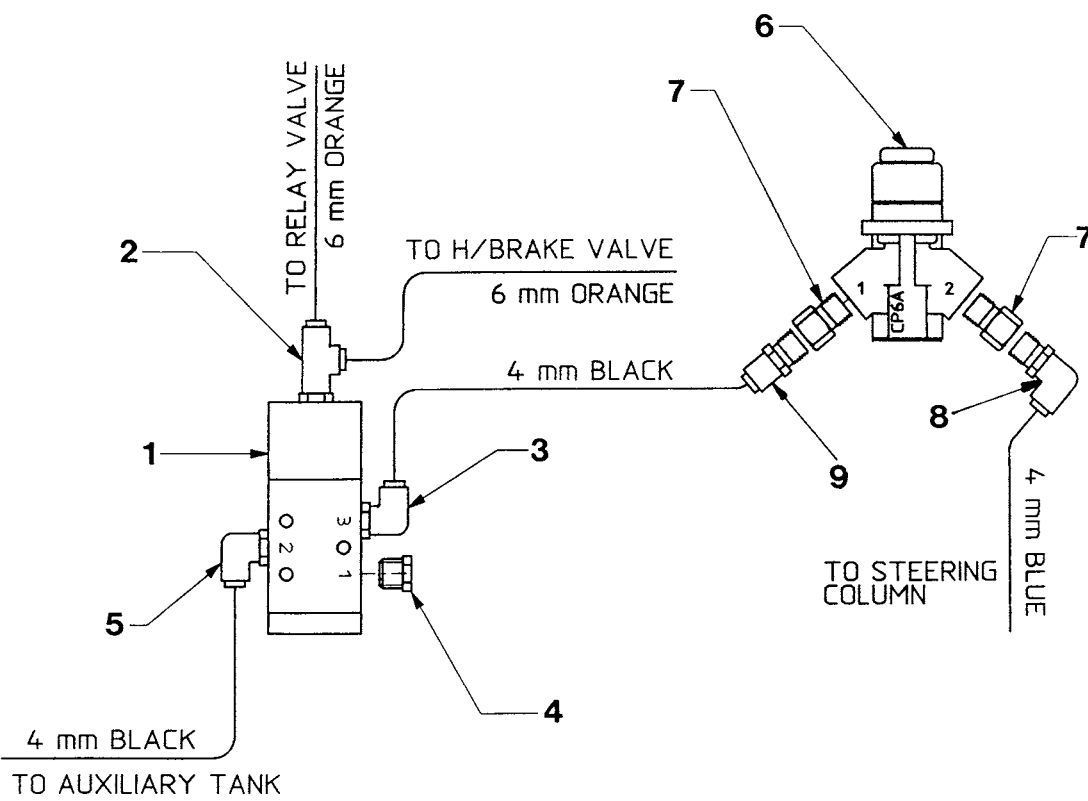 6
7
TO RELAY VALVE
6 mm ORANGE
2
TO H/BRAKE VALVE
6 mm ORANGE
7
1
2
CP6A
4 mm BLACK
8
1
3
9
3
2
1
4 mm BLUE
TO STEERING
COLUMN
5
4
4 mm BLACK
TO AUXILIARY TANK